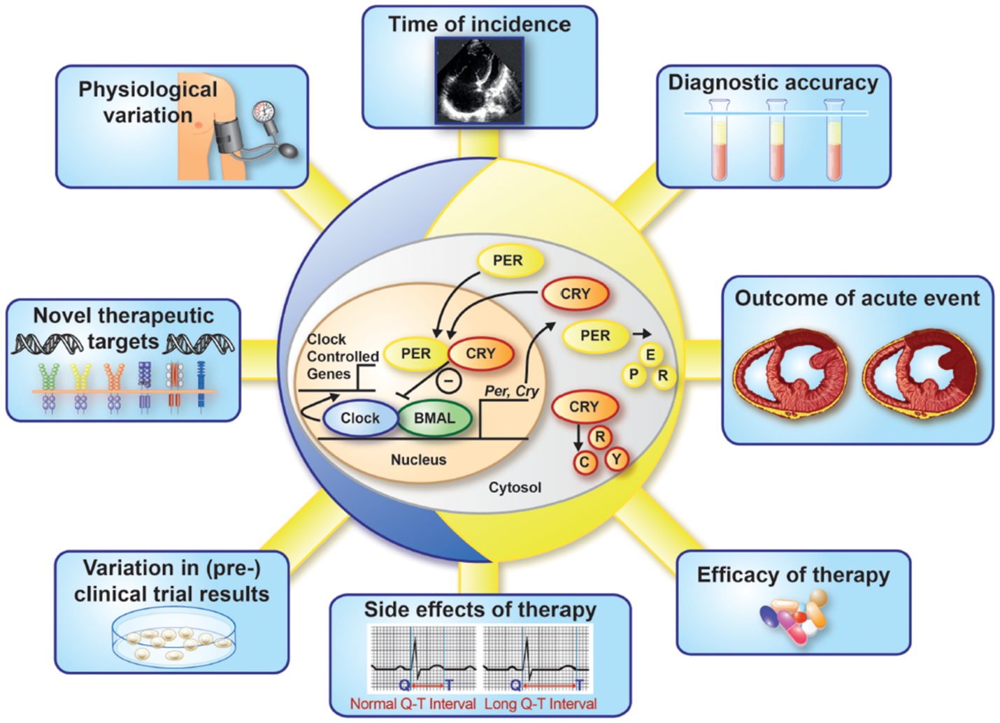 Time of incidence
Physiological
variation
Diagnostic accuracy
Novel therapeutic
targets
Outcome of acute event
PER
CRY
PER
E
P
R
Clock
Controlled
Genes
PER
CRY
−
Per, Cry
Clock
BMAL
CRY
R
C
Y
Nucleus
Cytosol
Variation in (pre-)
clinical trial results
Side effects of therapy
Q
T
Q
T
Normal Q-T Interval
Long Q-T Interval
Efficacy of therapy